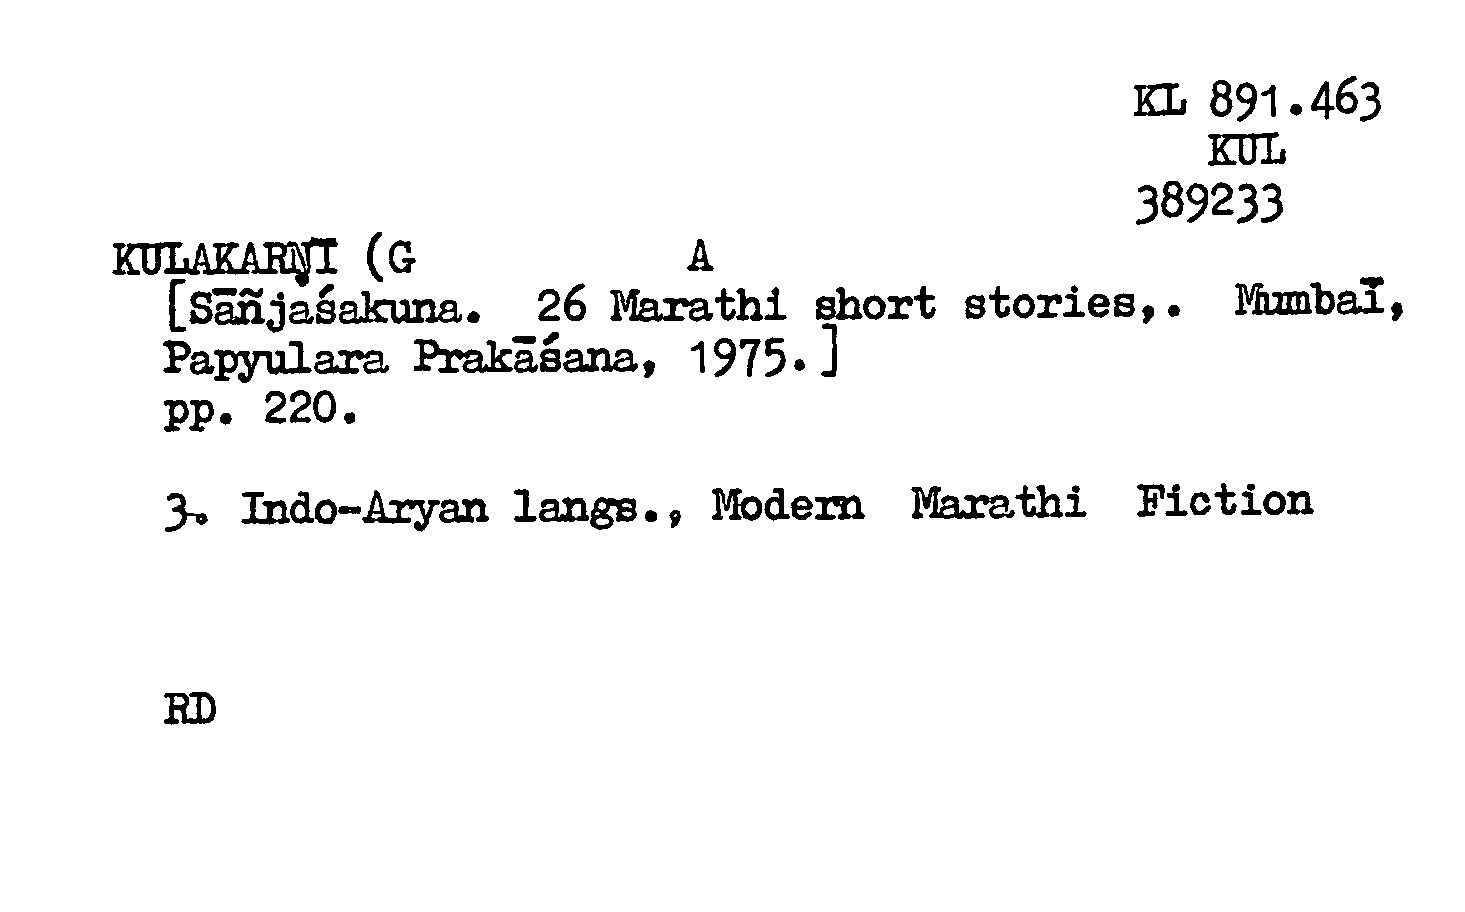 KL 891.463
KUL
389233
KULAKARṆĪ (G A
[Sāñjaśakuna. 26 Marathi short stories,. Mumbaī,
Papyulara Prakāśana, 1975.]
pp. 220.
3. Indo-Aryan langs., Modern Marathi Fiction
RD